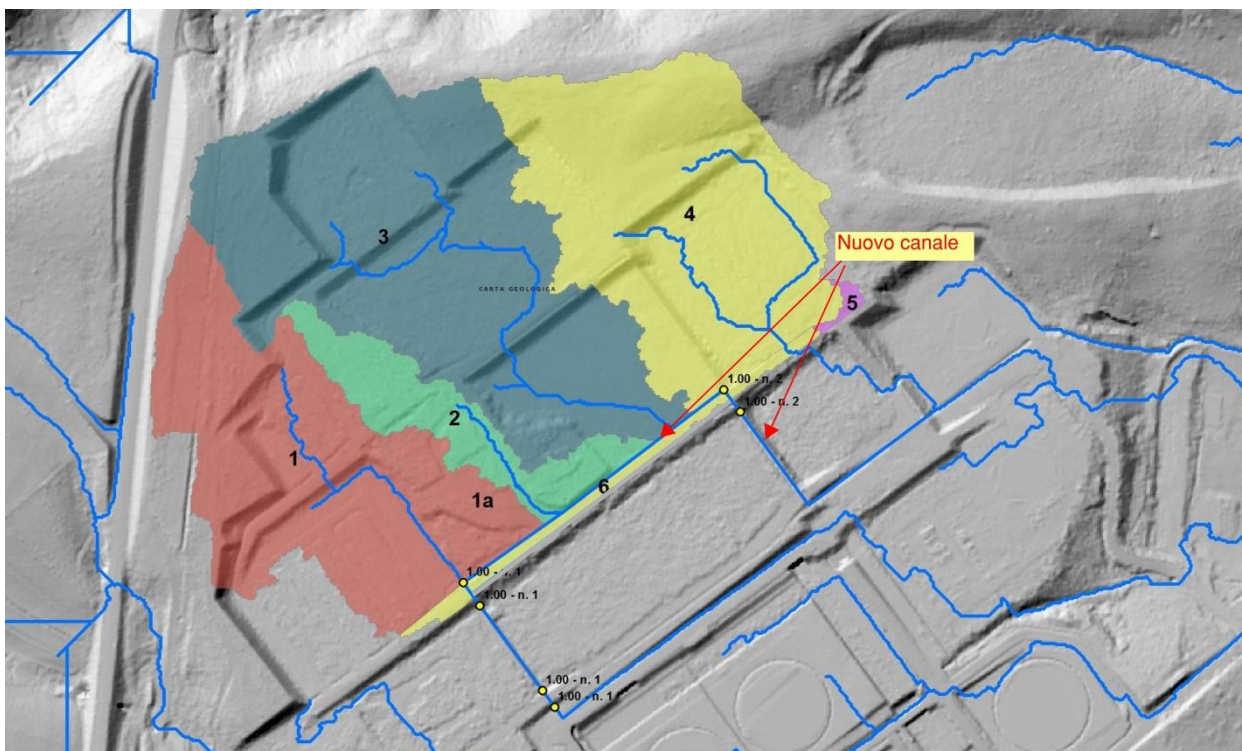 3
4
Nuovo canale
CARTA GEOLOGICA
5
1.00 - n. 2
1.00 - n. 2
2
1
1a
6
1.00 - n. 1
1.00 - n. 1
1.00 - n. 1
1.00 - n. 1